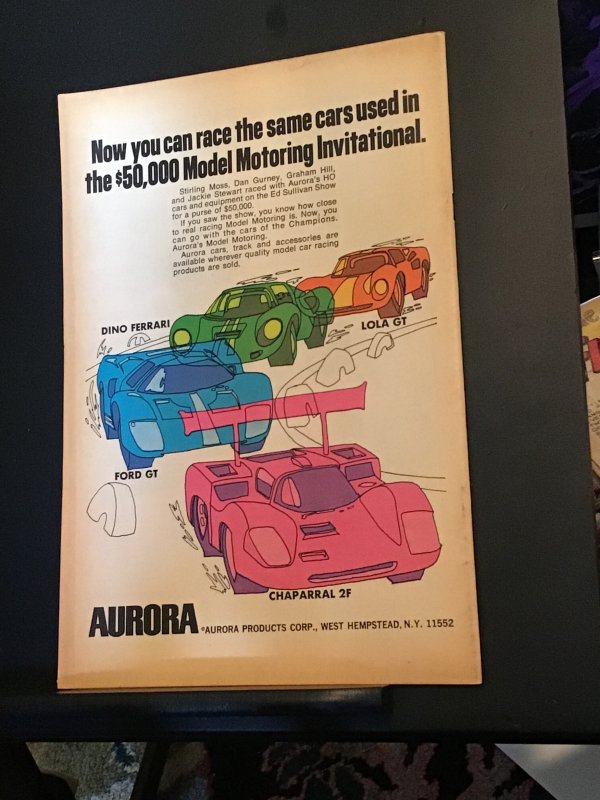 Now you can race the same cars used in
the $50,000 Model Motoring Invitational.
Stirling Moss, Dan Gurney, Graham Hill,
and Jackie Stewart raced with Aurora's HO
cars and equipment on the Ed Sullivan Show
for a purse of $50,000.
If you saw the show, you know how close
to real racing Model Motoring is. Now, you
can go with the cars of the Champions.
Aurora's Model Motoring.
Aurora cars, track and accessories are
available wherever quality model car racing
products are sold.
DINO FERRARI
LOLA GT
FORD GT
CHAPARRAL 2F
AURORA ©AURORA PRODUCTS CORP., WEST HEMPSTEAD, N.Y. 11552